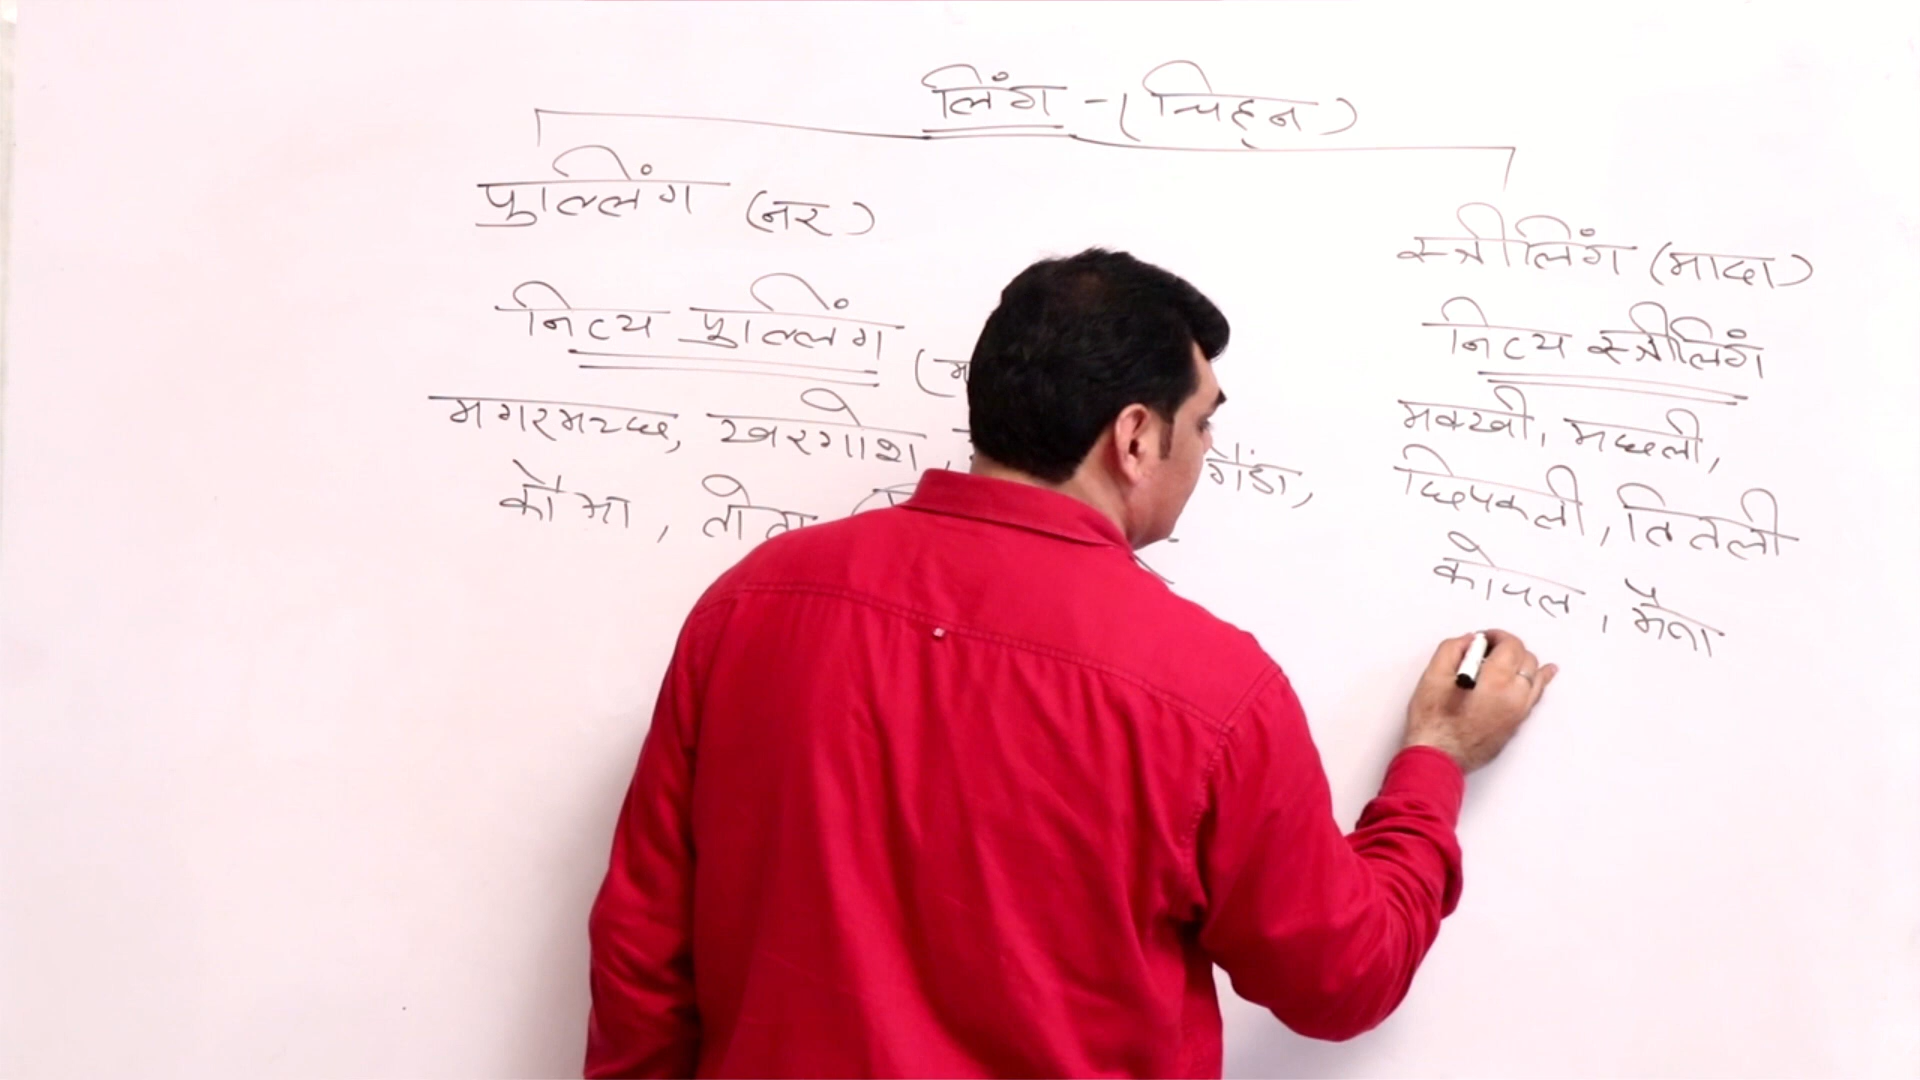 लिंग - (चिह्न)
पुल्लिंग (नर)
नित्य पुल्लिंग
मगरमच्छ, खरगोश,
गेंडा,
कौआ, तोता
स्त्रीलिंग (मादा)
नित्य स्त्रीलिंग
मक्खी, मछली,
छिपकली, तितली
कोयल, मैना